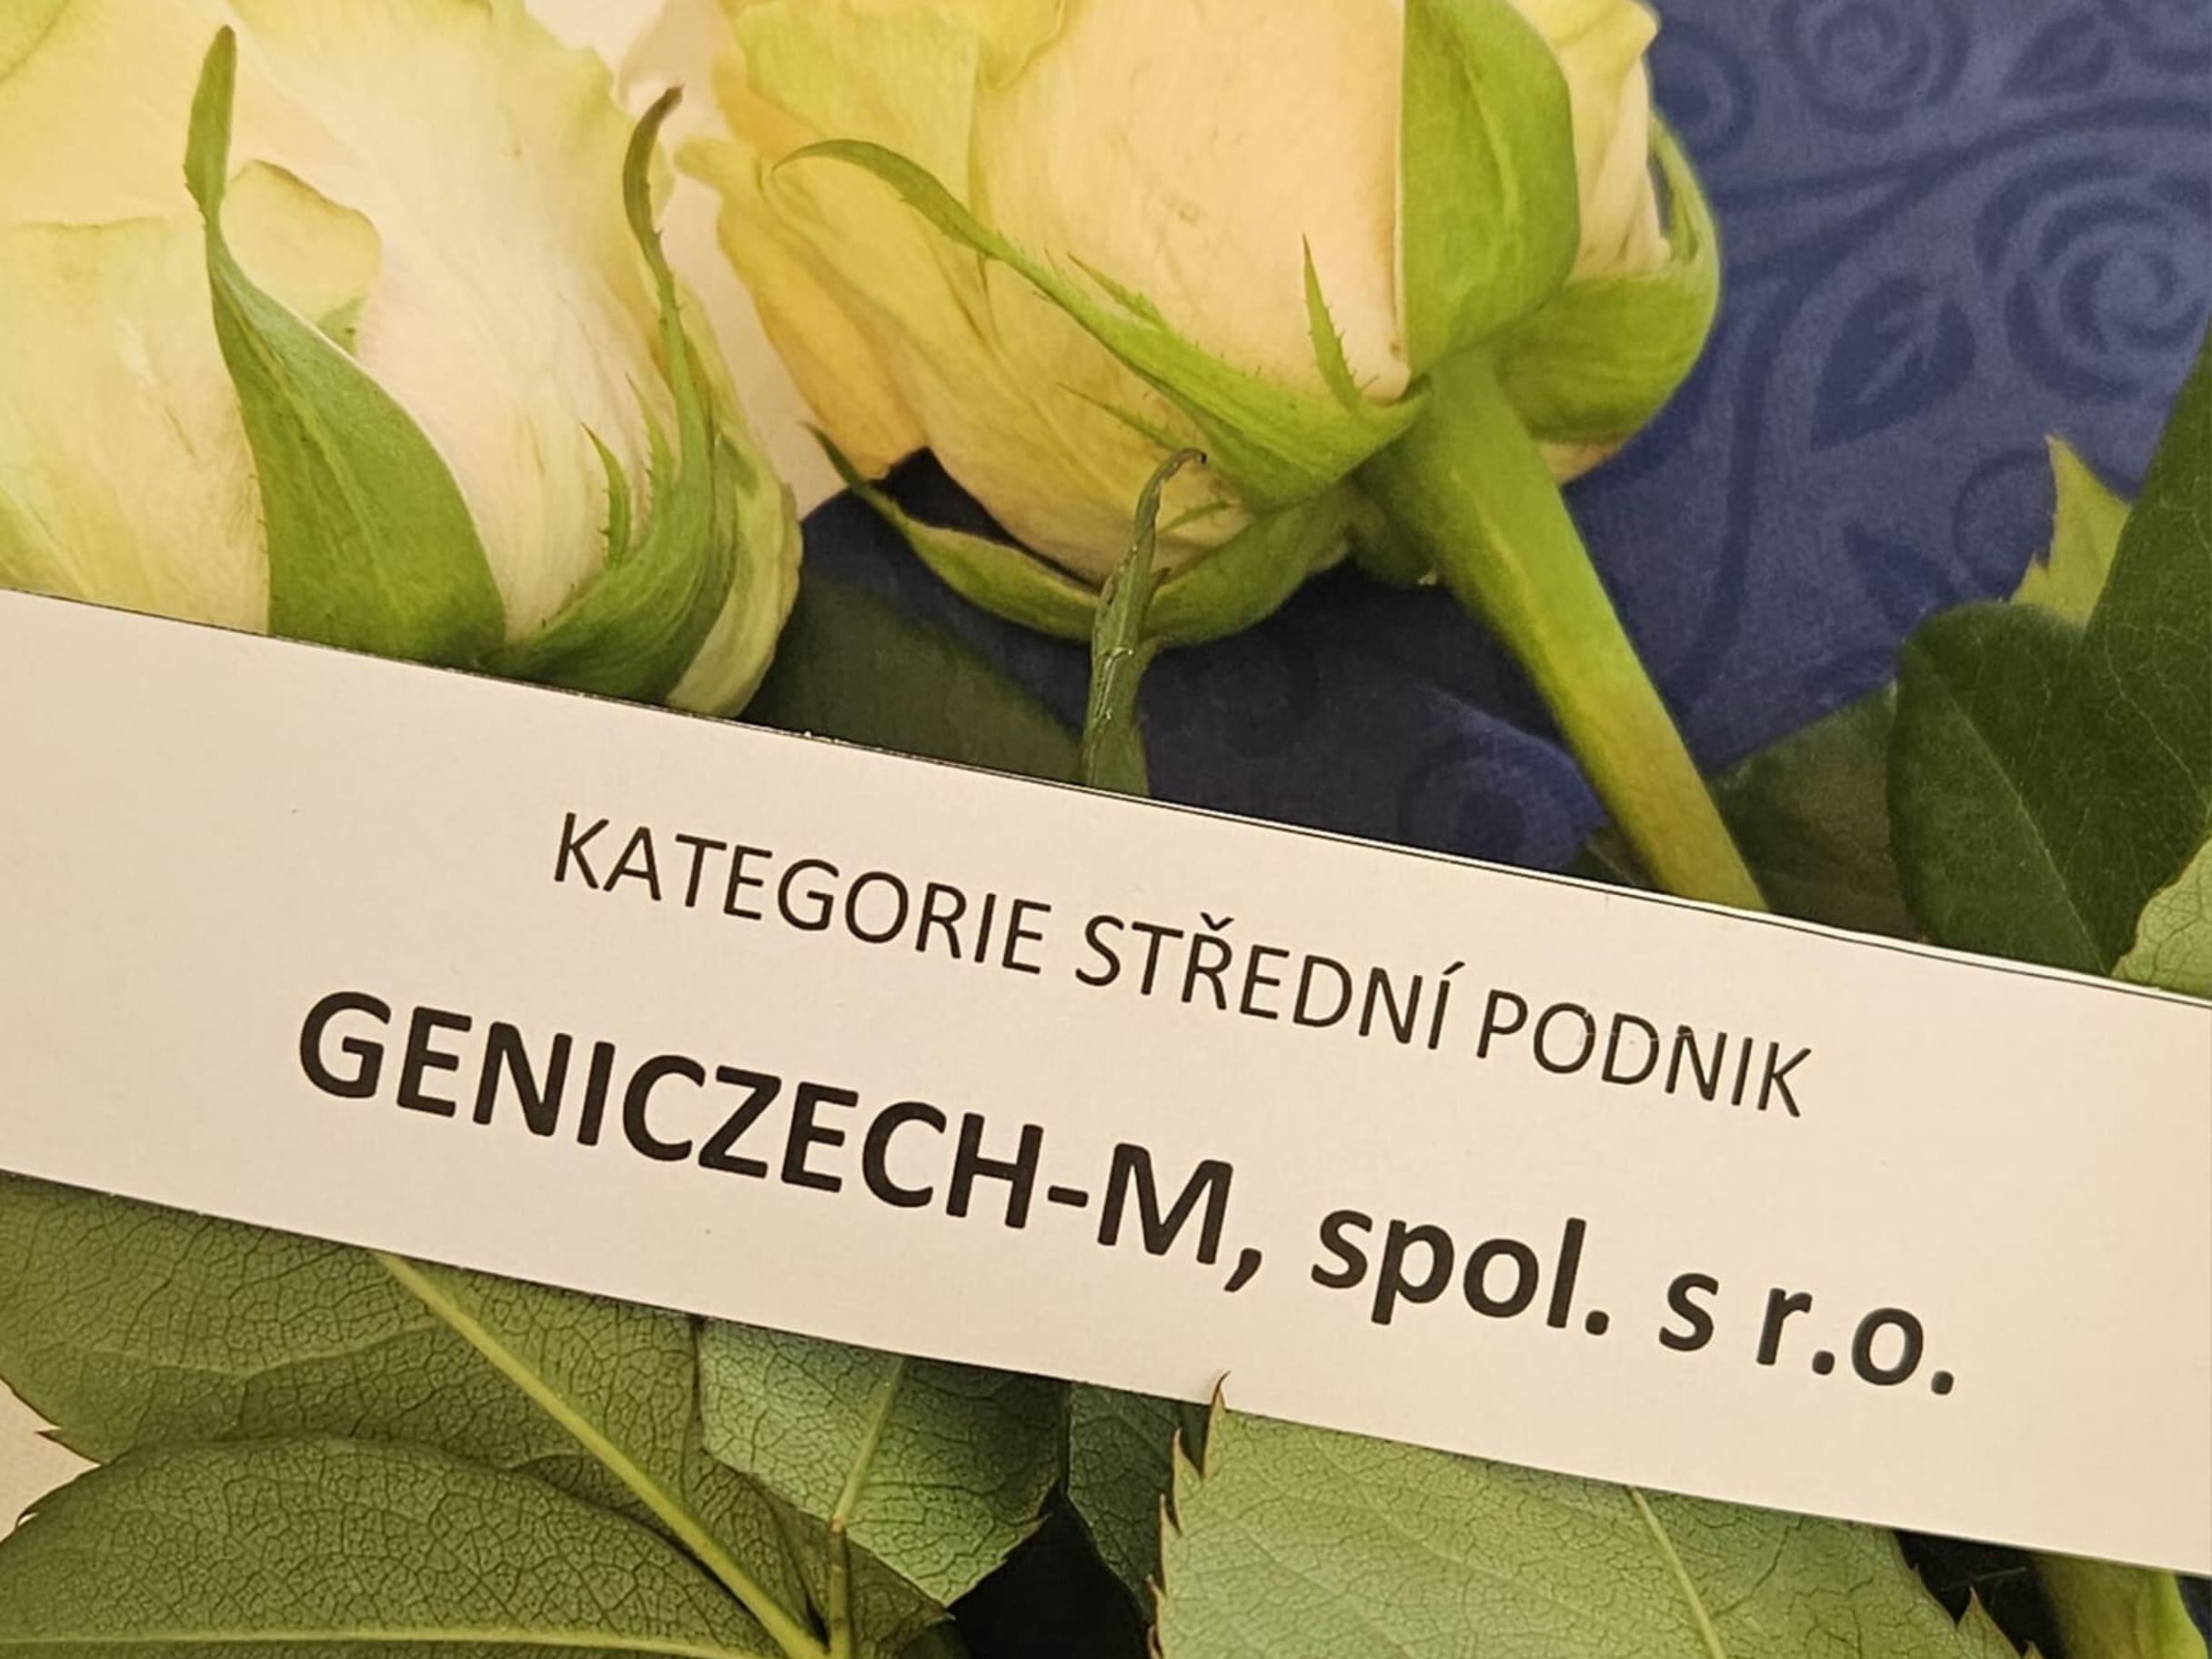 KATEGORIE STŘEDNÍ PODNIK
GENICZECH-M, spol. s r.o.